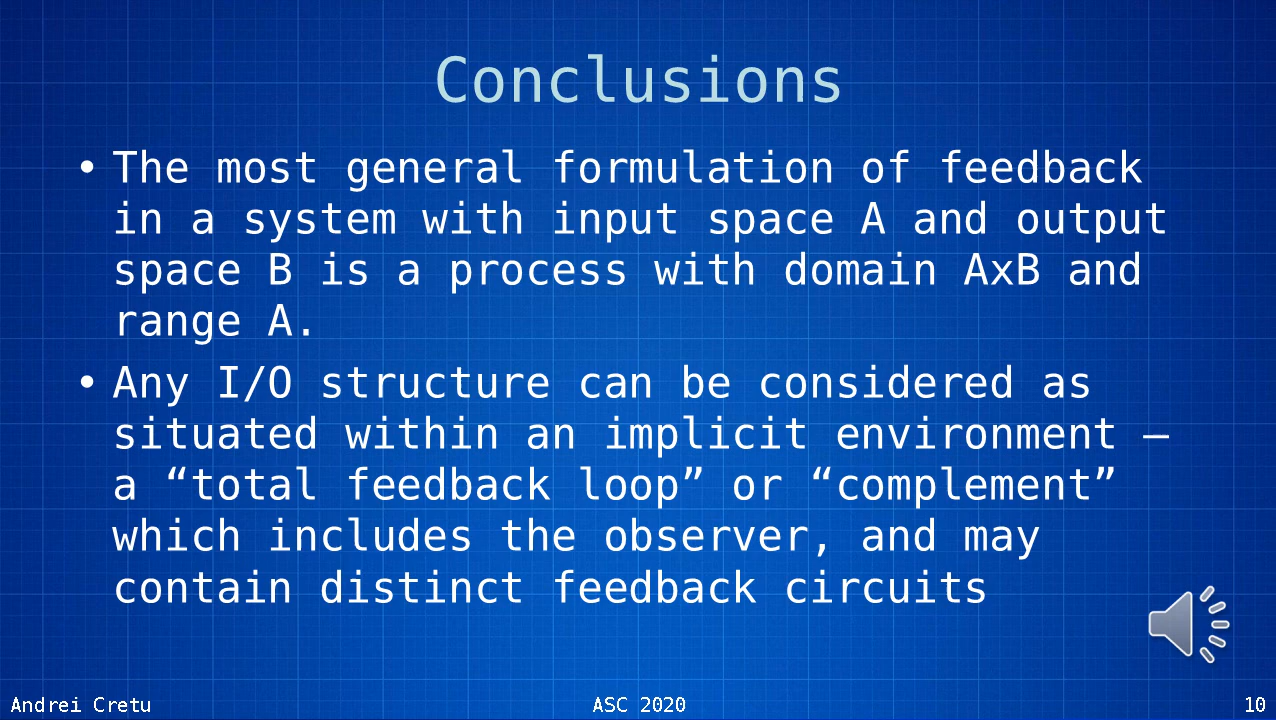 Conclusions
• The most general formulation of feedback
in a system with input space A and output
space B is a process with domain AxB and
range A.
• Any I/O structure can be considered as
situated within an implicit environment –
a “total feedback loop” or “complement”
which includes the observer, and may
contain distinct feedback circuits
Andrei Cretu ASC 2020 10